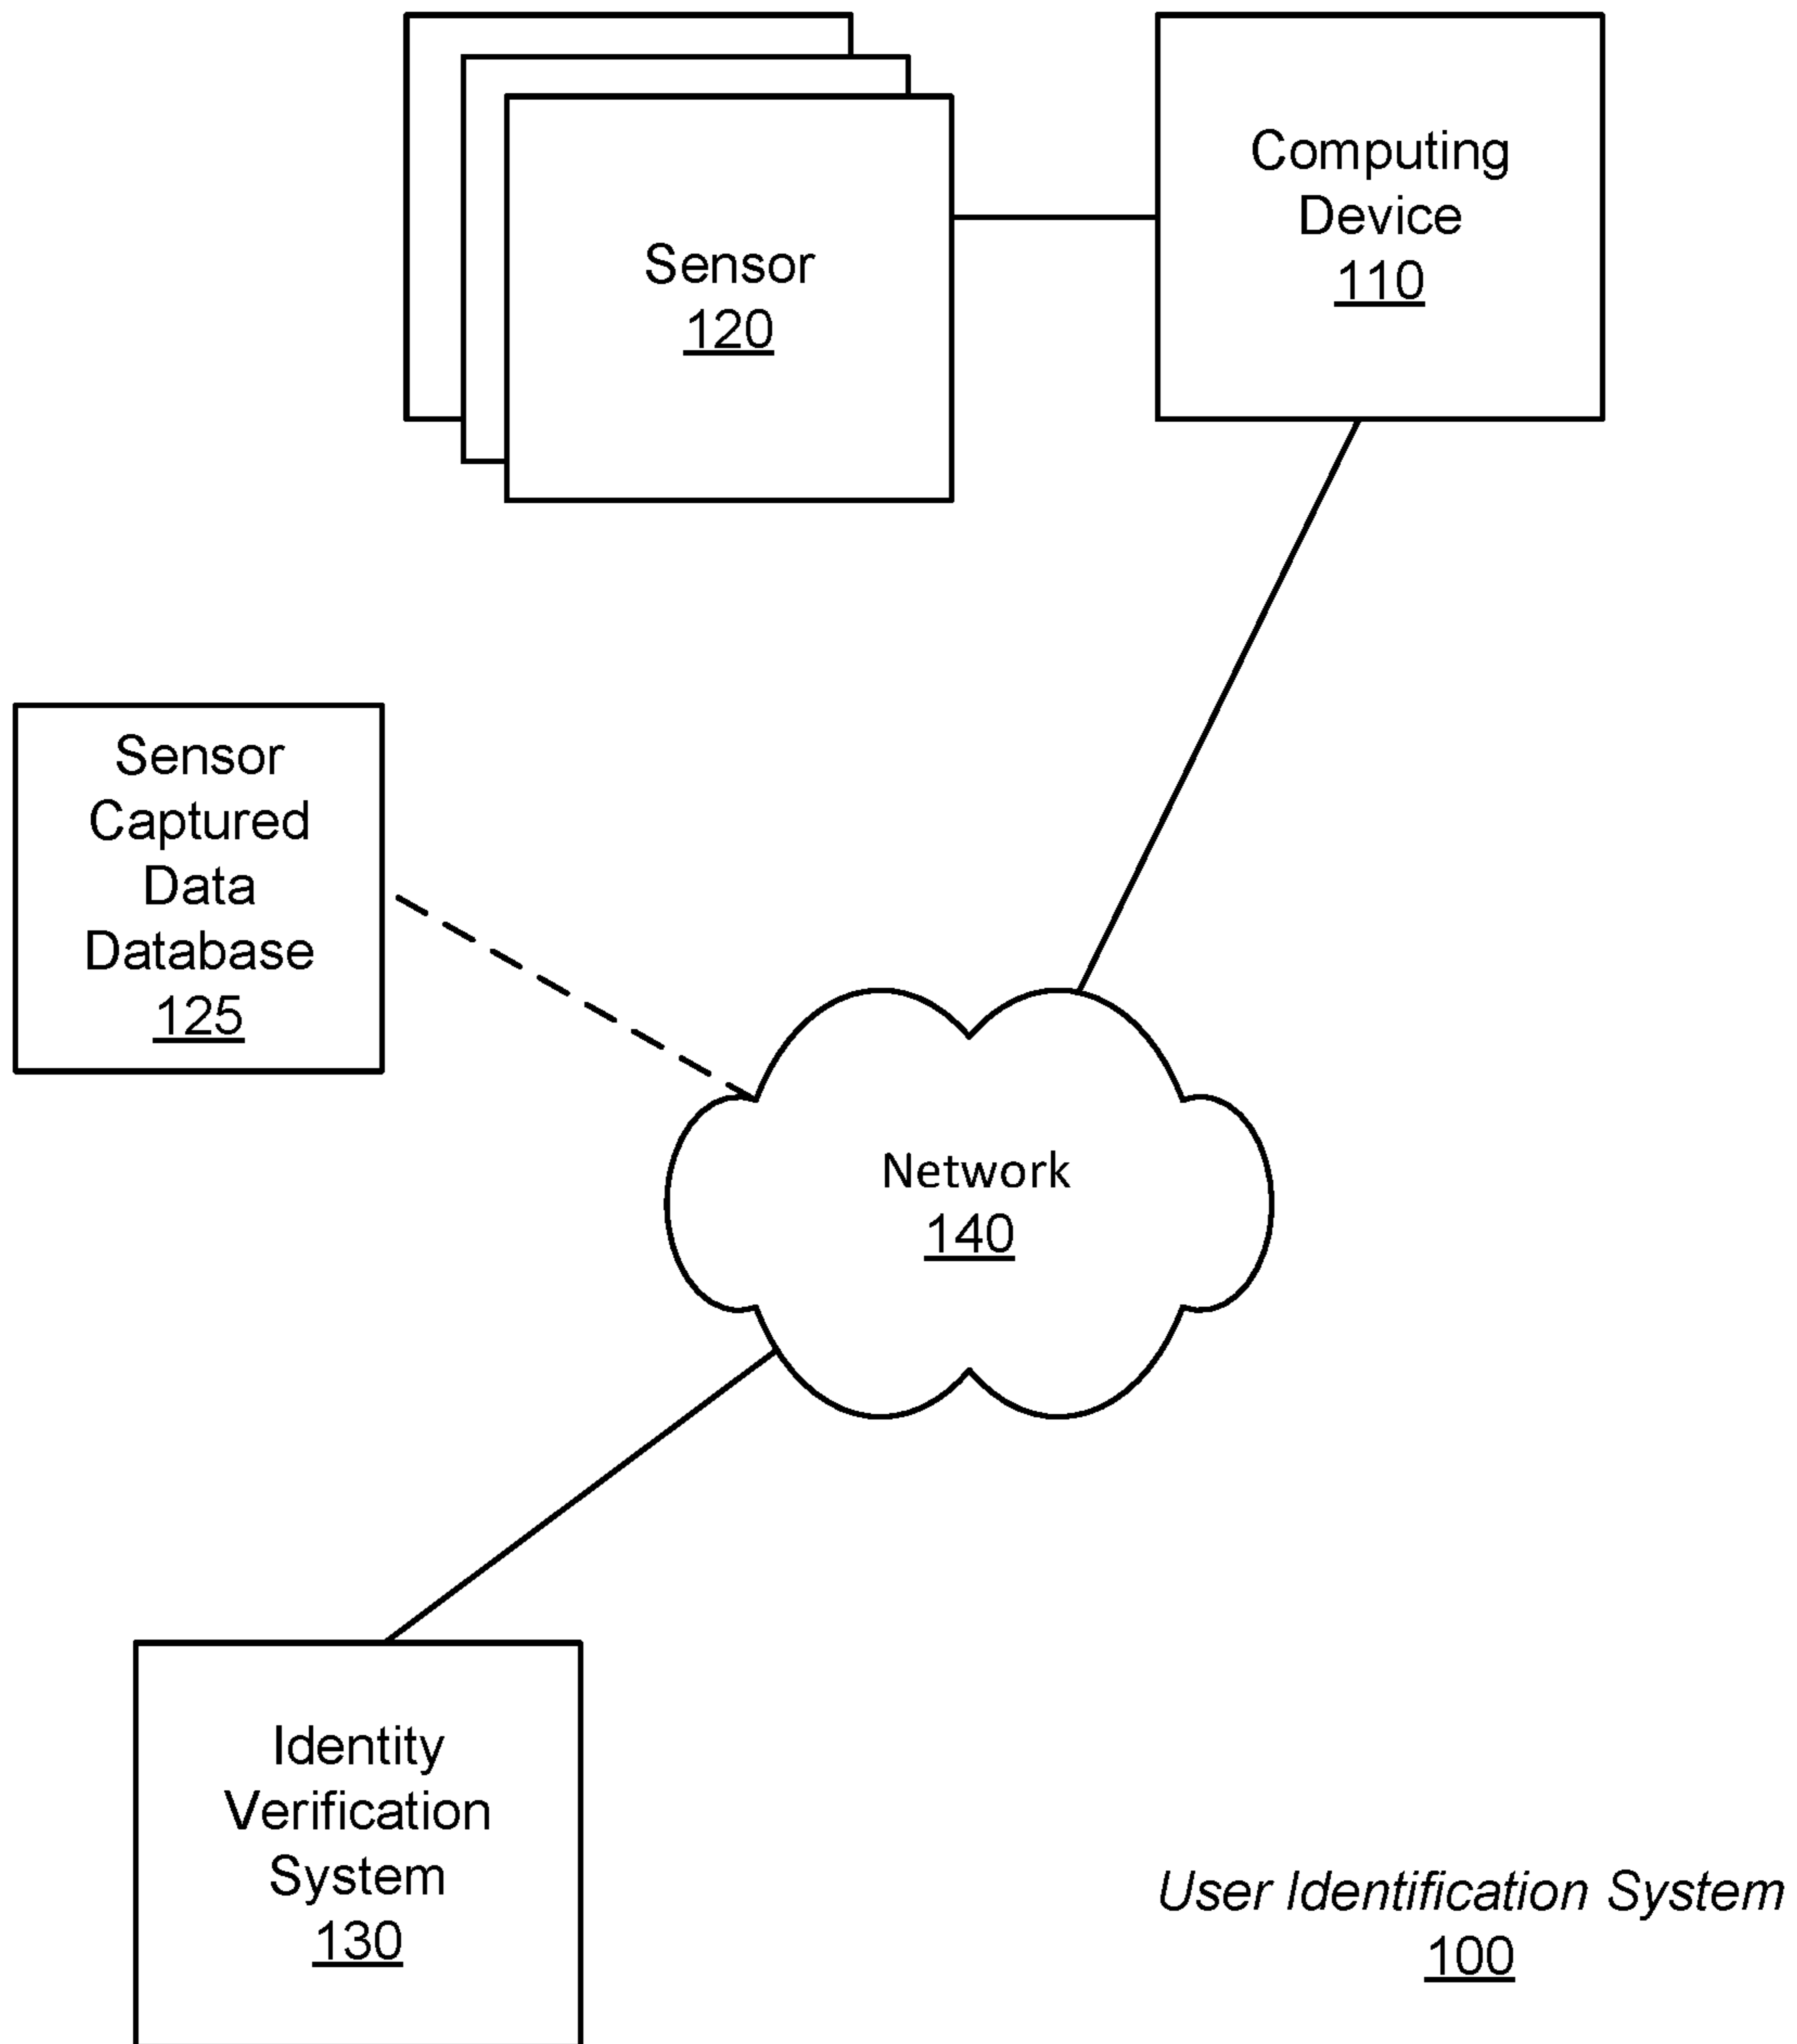 Computing
Device
110
Sensor
120
Sensor
Captured
Data
Database
125
Network
140
Identity
Verification
System
130
User Identification System
100